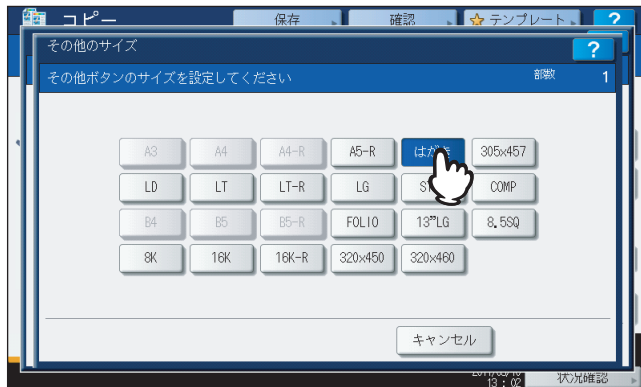 コピー 保存 確認 テンプレート ?
その他のサイズ ?
その他ボタンのサイズを設定してください 部数 1
A3 A4 A4-R A5-R はがき 305x457
LD LT LT-R LG COMP
B4 B5 B5-R FOLIO 13"LG 8.5SQ
8K 16K 16K-R 320x450 320x460
キャンセル
13 : 02 状況確認